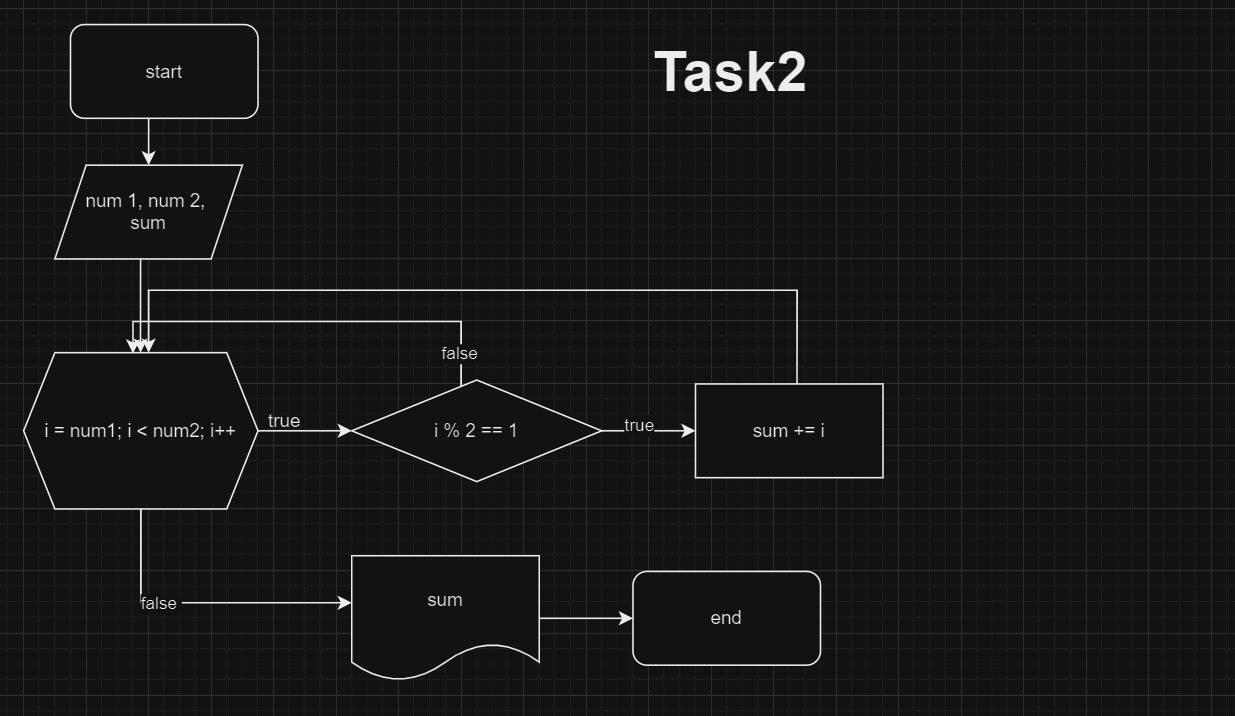 Task2
start
num 1, num 2,
sum
false
i = num1; i < num2; i++
true
i % 2 == 1
true
sum += i
false
sum
end